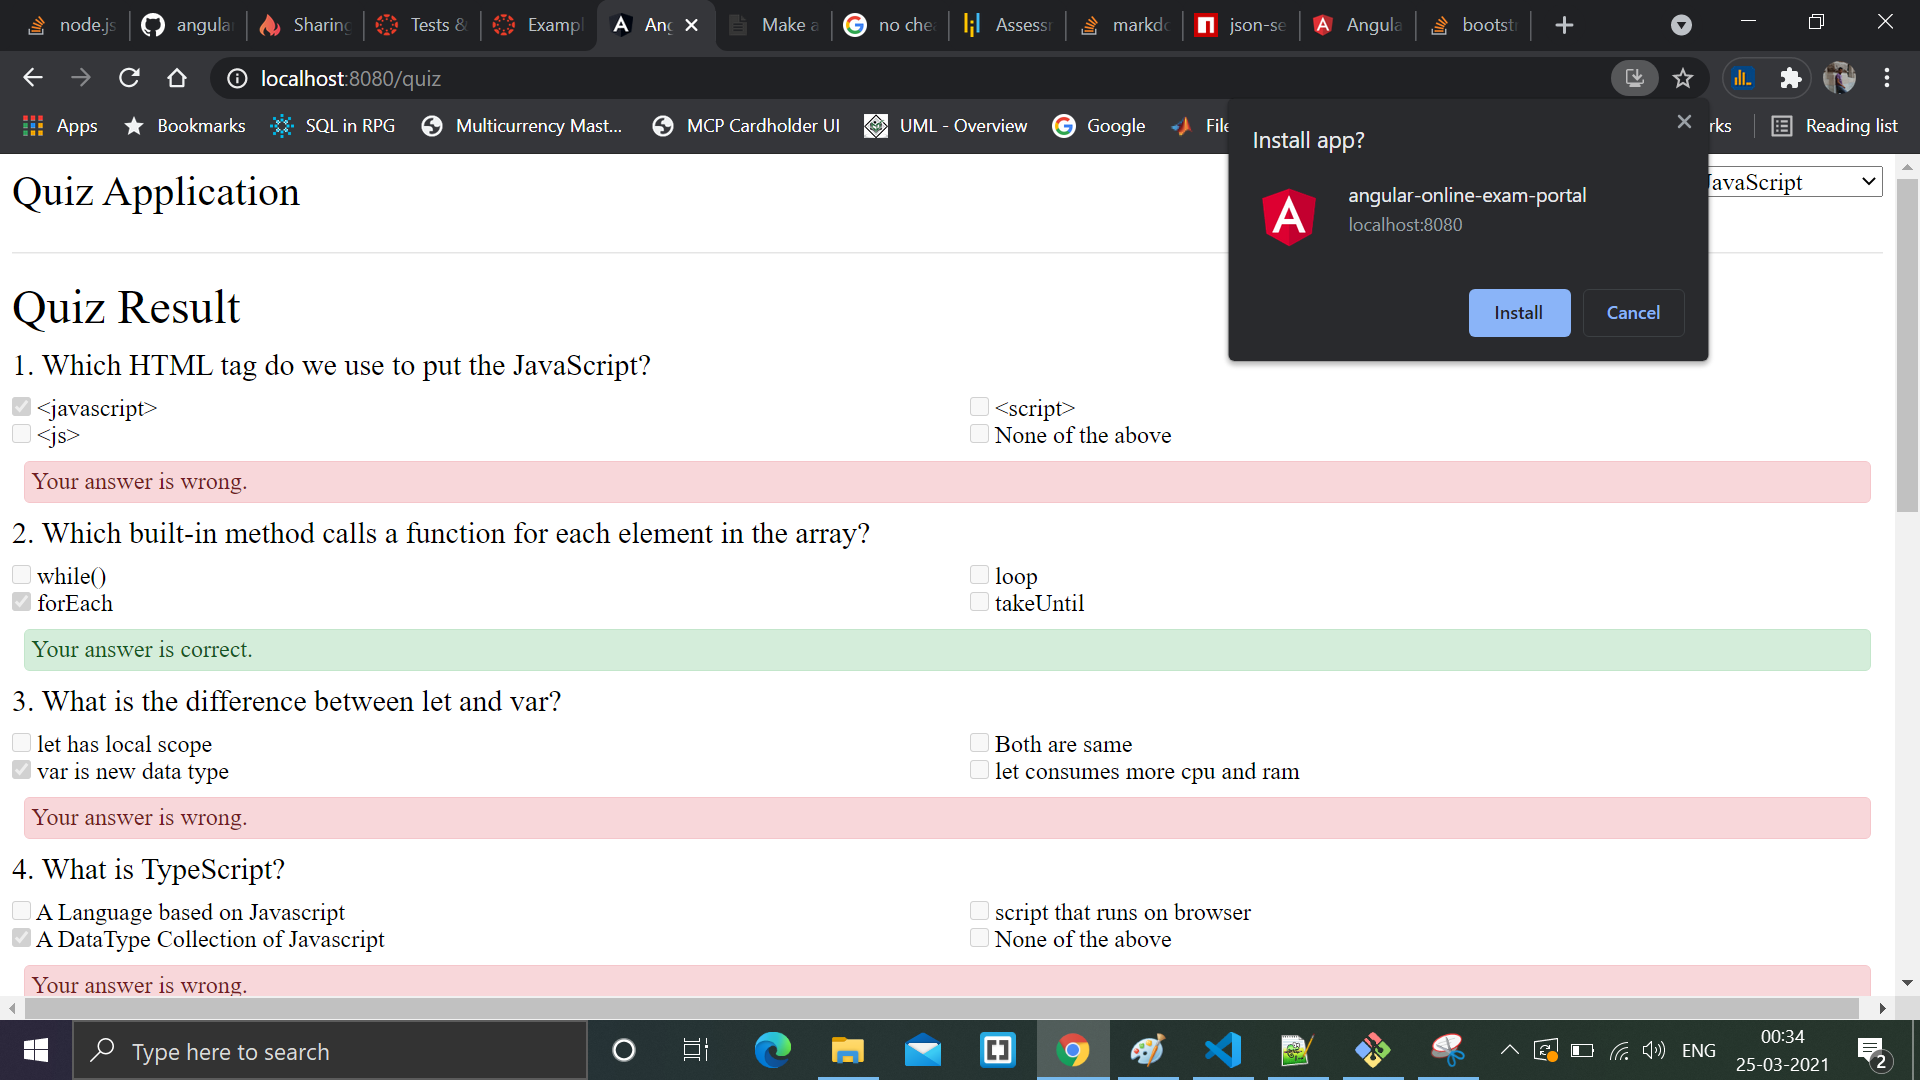 node.js
angular
Sharing
Tests &
Exampl
Ang
Make a
no chea
Assessm
markdo
json-se
Angula
bootstr
localhost:8080/quiz
Apps
Bookmarks
SQL in RPG
Multicurrency Mast...
MCP Cardholder UI
UML - Overview
Google
File
rks
Reading list
Install app?
angular-online-exam-portal
localhost:8080
Install
Cancel
Quiz Application
JavaScript
Quiz Result
1. Which HTML tag do we use to put the JavaScript?
<javascript>
<script>
<js>
None of the above
Your answer is wrong.
2. Which built-in method calls a function for each element in the array?
while()
loop
forEach
takeUntil
Your answer is correct.
3. What is the difference between let and var?
let has local scope
Both are same
var is new data type
let consumes more cpu and ram
Your answer is wrong.
4. What is TypeScript?
A Language based on Javascript
script that runs on browser
A DataType Collection of Javascript
None of the above
Your answer is wrong.
Type here to search
ENG
00:34
25-03-2021
2